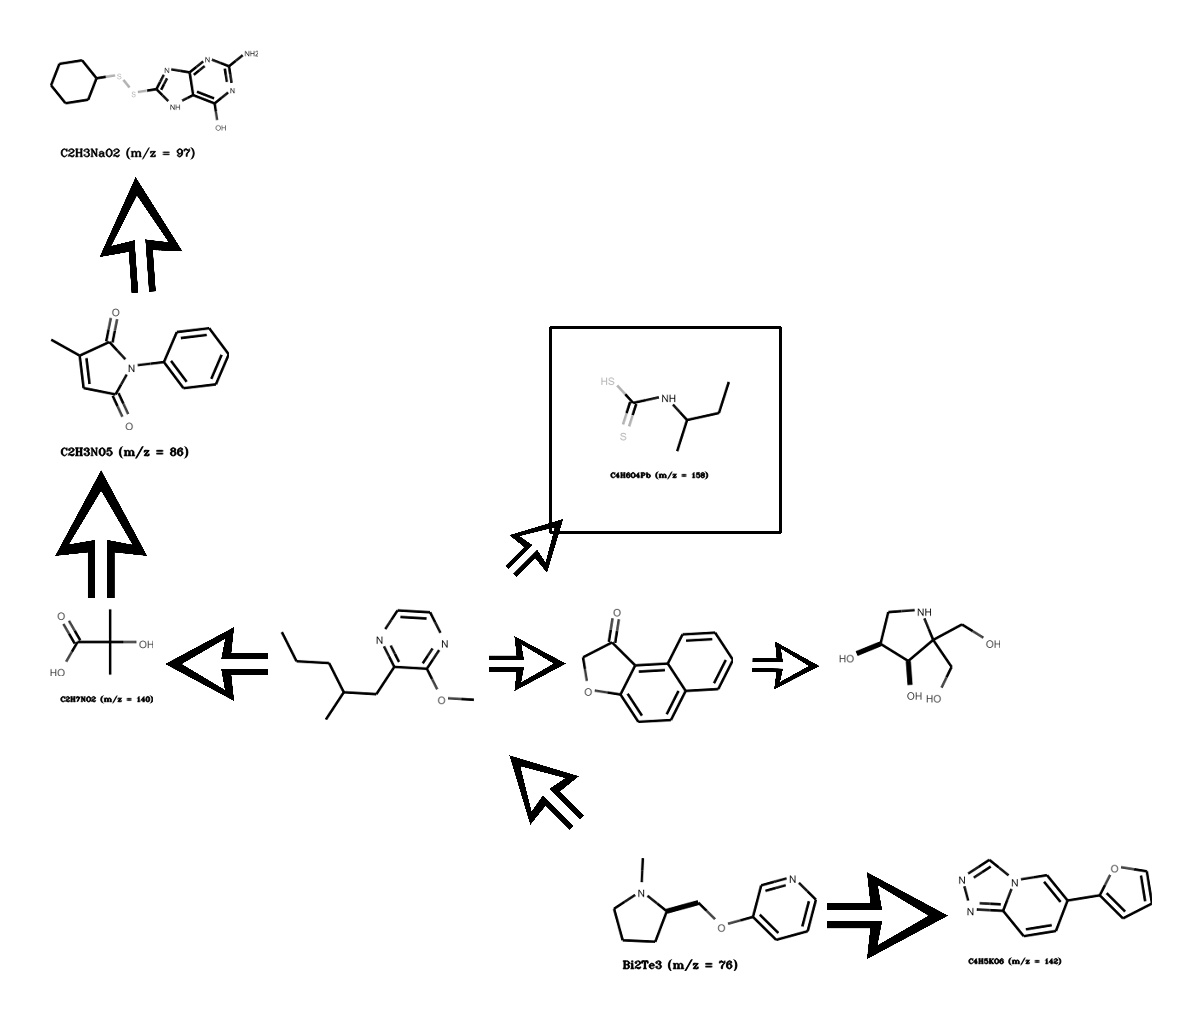 S
S
N
N
NH2
N
NH
OH
C2H3NaO2 (m/z = 97)
O
N
O
C2H3NO5 (m/z = 86)
HS
NH
S
C4H6O4Pb (m/z = 158)
O
OH
HO
C2H7NO2 (m/z = 140)
N
N
O
O
O
NH
OH
HO
OH
HO
N
O
N
Bi2Te3 (m/z = 76)
N
N
N
O
C4H5KO6 (m/z = 142)